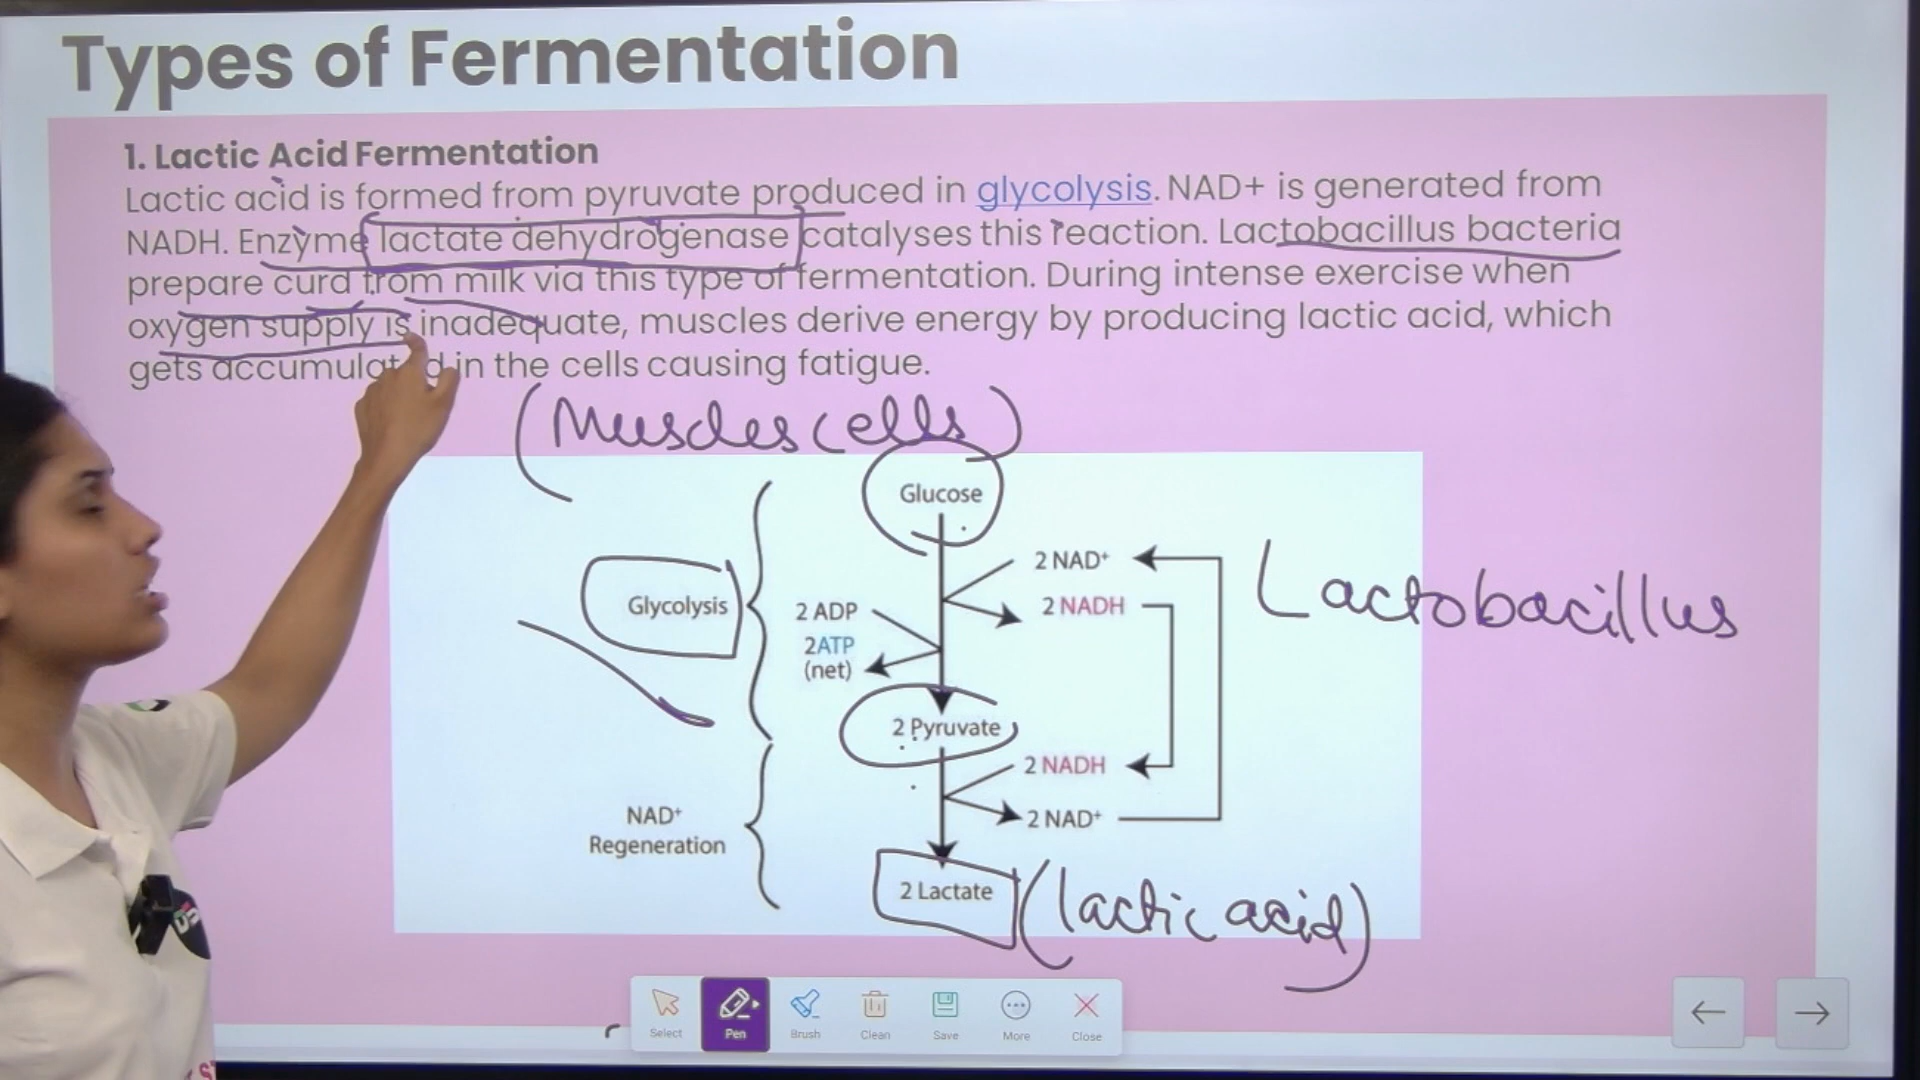 Types of Fermentation
1. Lactic Acid Fermentation
Lactic acid is formed from pyruvate produced in glycolysis. NAD+ is generated from
NADH. Enzyme lactate dehydrogenase catalyses this reaction. Lactobacillus bacteria
prepare curd from milk via this type of fermentation. During intense exercise when
oxygen supply is inadequate, muscles derive energy by producing lactic acid, which
gets accumulated in the cells causing fatigue.
(Muscles cells)
Glucose
2 NAD+
Lactobacillus
Glycolysis
2 ADP
2 NADH
2ATP
(net)
2 Pyruvate
2 NADH
NAD+
Regeneration
2 NAD+
2 Lactate (lactic acid)
Select Pen Brush Clean Save More Close